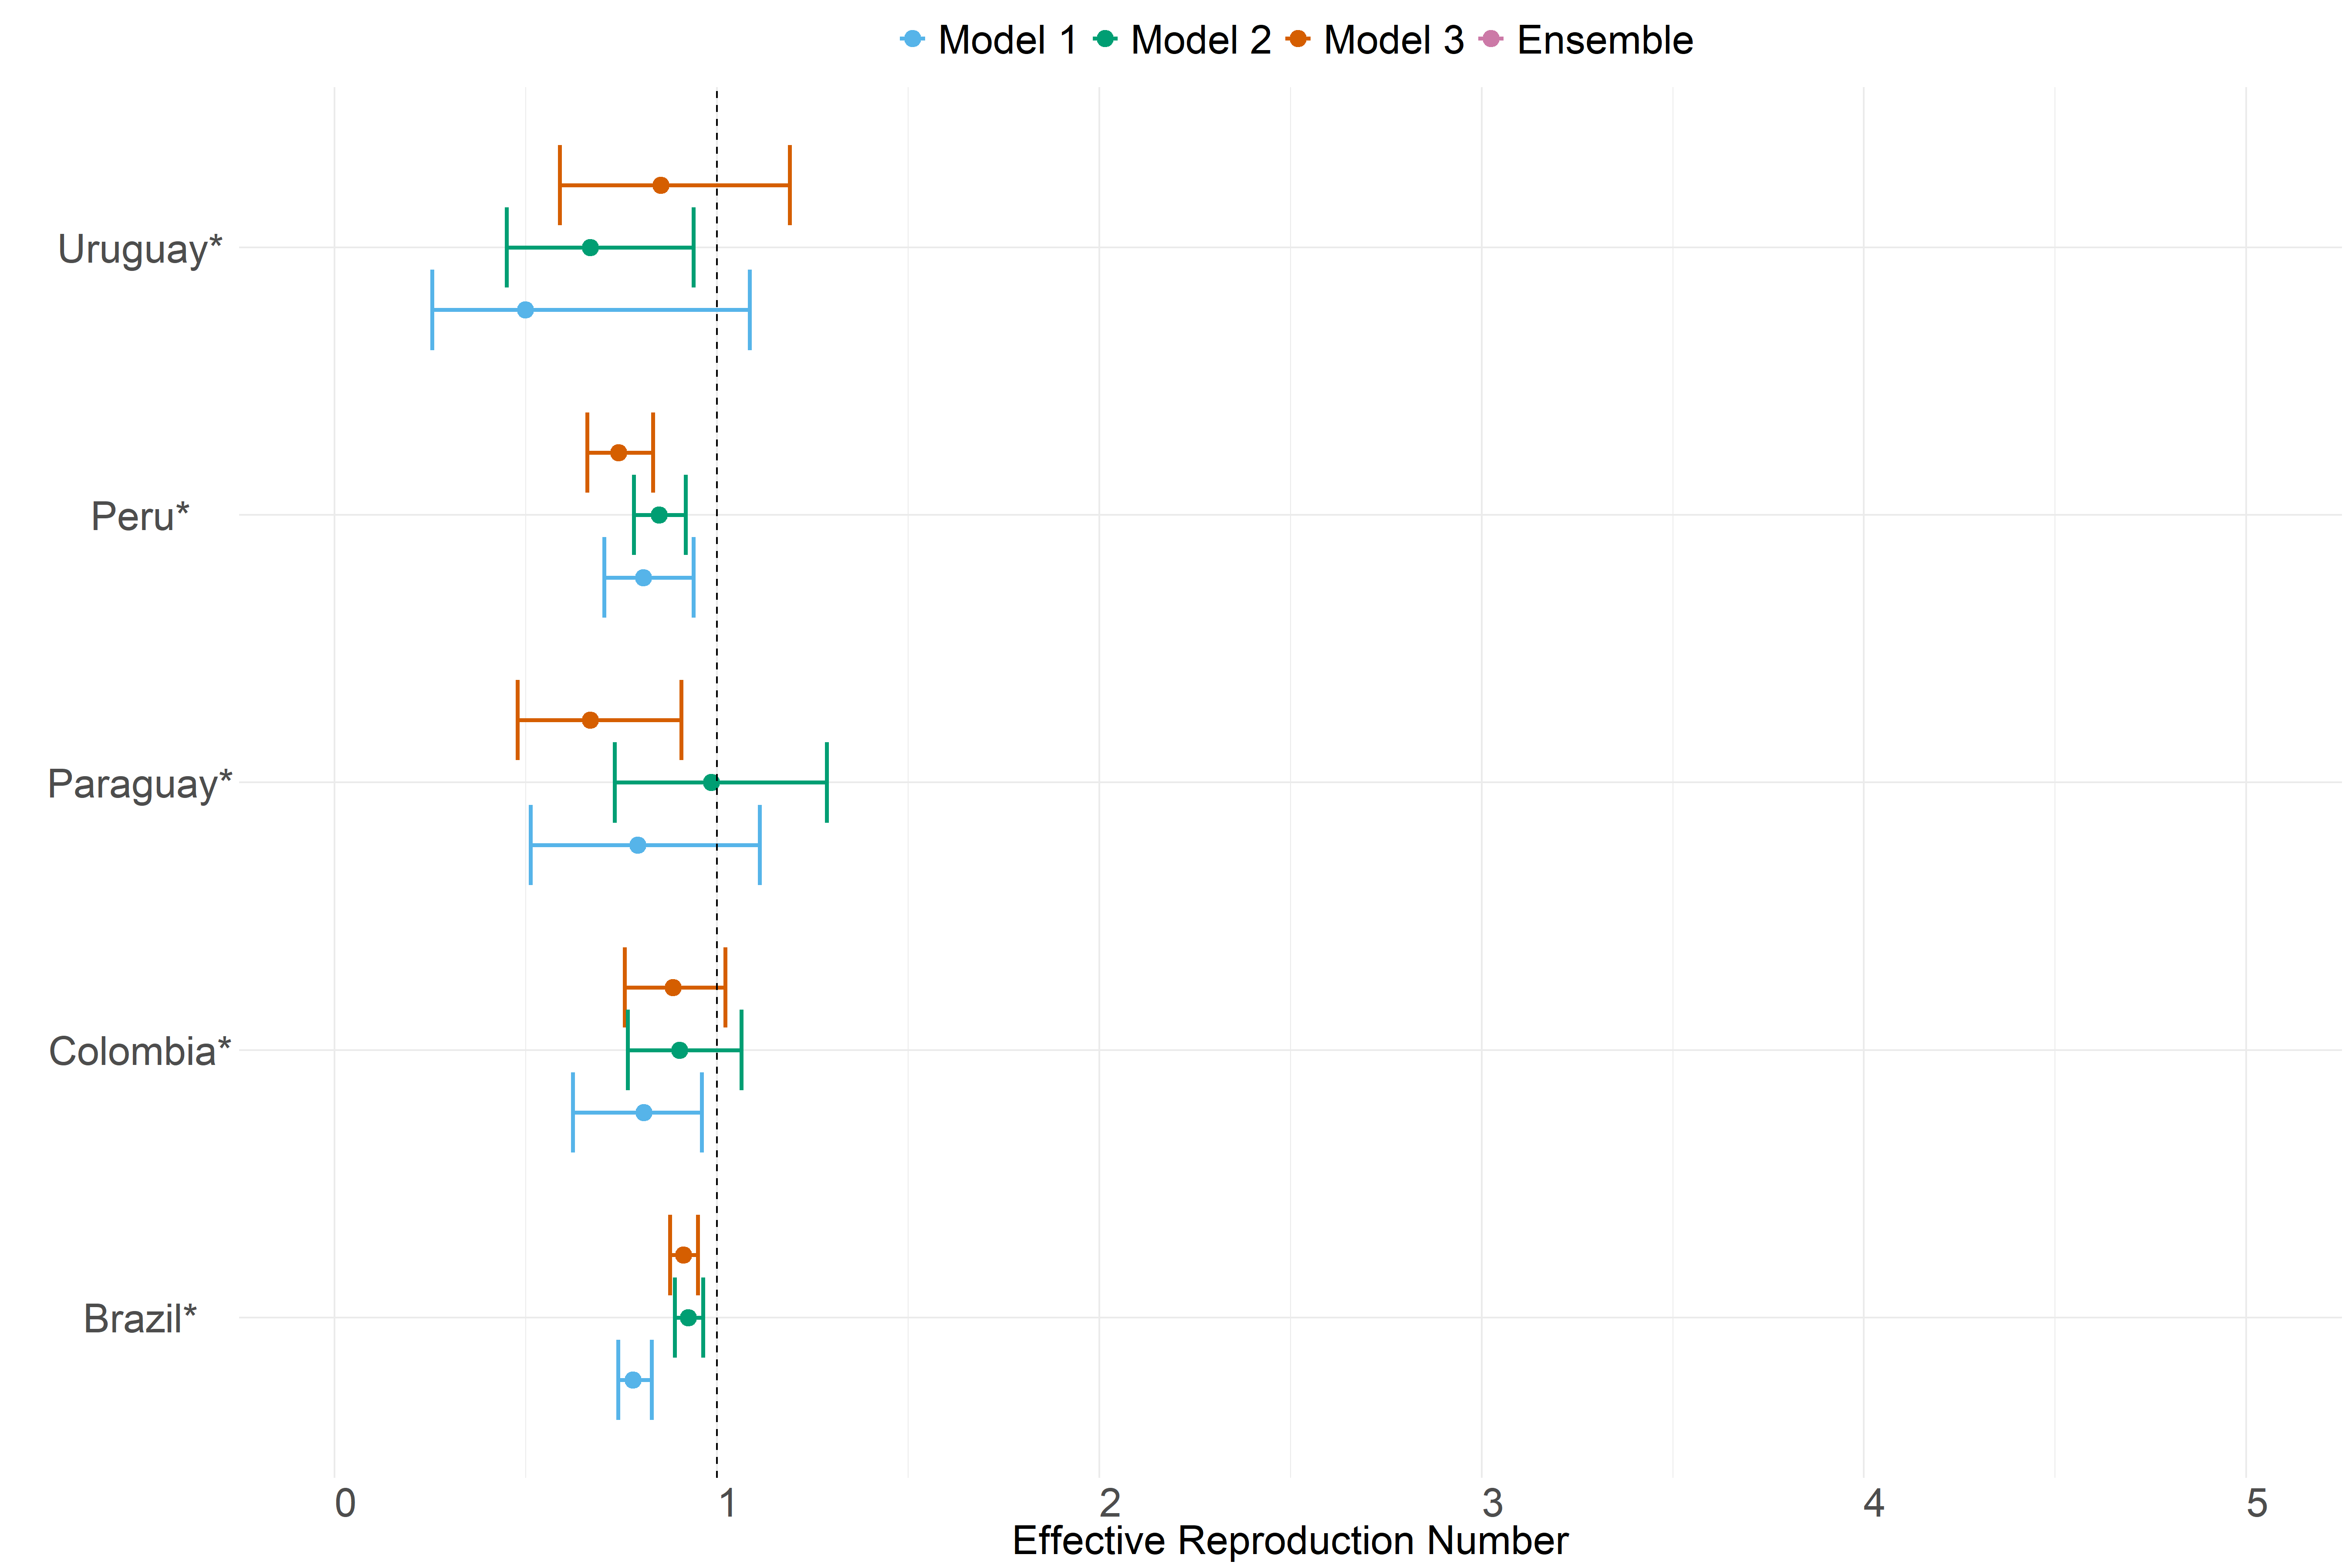 Model 1 Model 2 Model 3 Ensemble
Uruguay*
Peru*
Paraguay*
Colombia*
Brazil*
0 1 2 3 4 5
Effective Reproduction Number